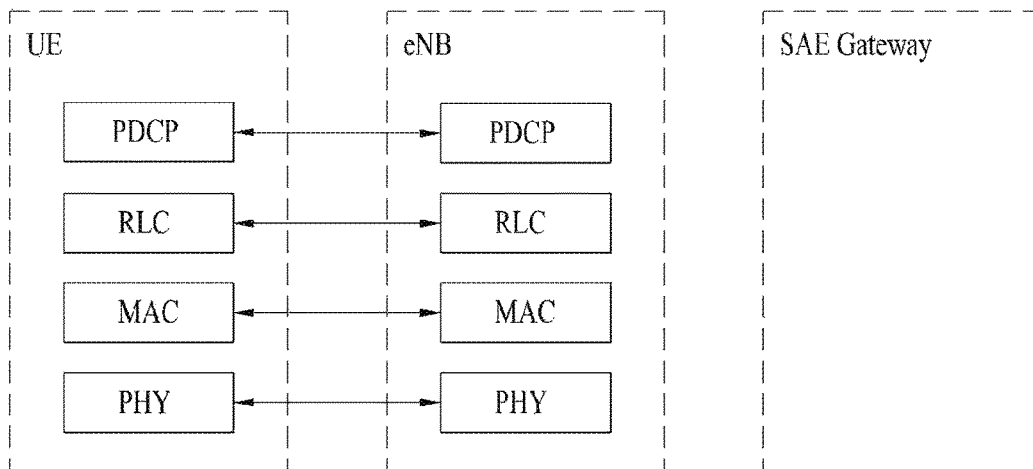 UE
eNB
SAE Gateway
PDCP
PDCP
RLC
RLC
MAC
MAC
PHY
PHY